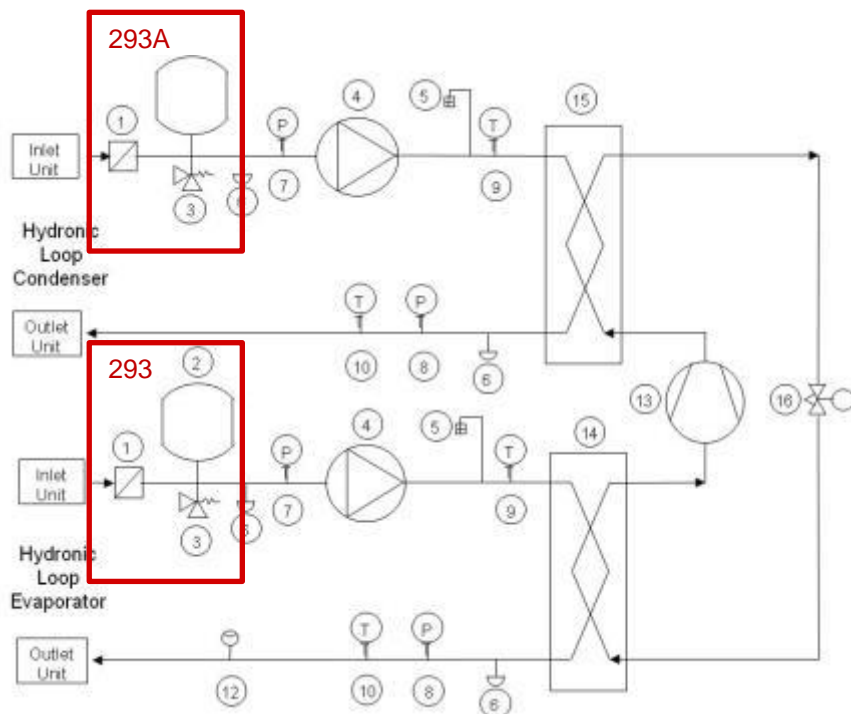 293A
1
4
5
15
P
T
Inlet
Unit
3
6
7
9
Hydronic
Loop
Condenser
Outlet
Unit
T
P
10
8
6
13
16
293
2
1
4
5
14
P
T
Inlet
Unit
3
7
9
Hydronic
Loop
Evaporator
Outlet
Unit
T
P
12
10
8
6